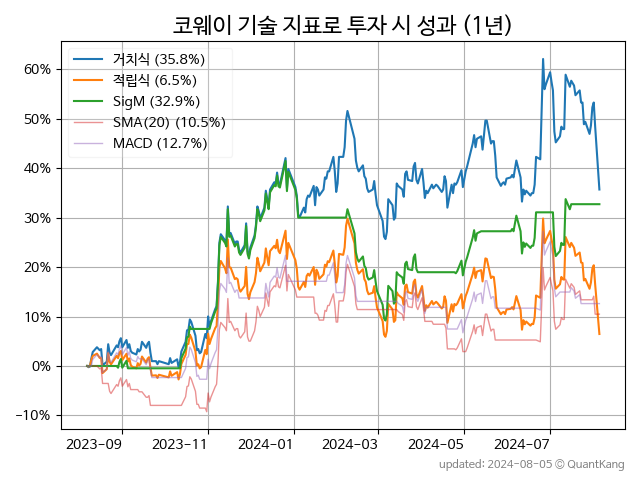 코웨이 기술 지표로 투자 시 성과 (1년)
거치식 (35.8%)
적립식 (6.5%)
SigM (32.9%)
SMA(20) (10.5%)
MACD (12.7%)
60%
50%
40%
30%
20%
10%
0%
−10%
2023-09 2023-11 2024-01 2024-03 2024-05 2024-07
updated: 2024-08-05 © QuantKang